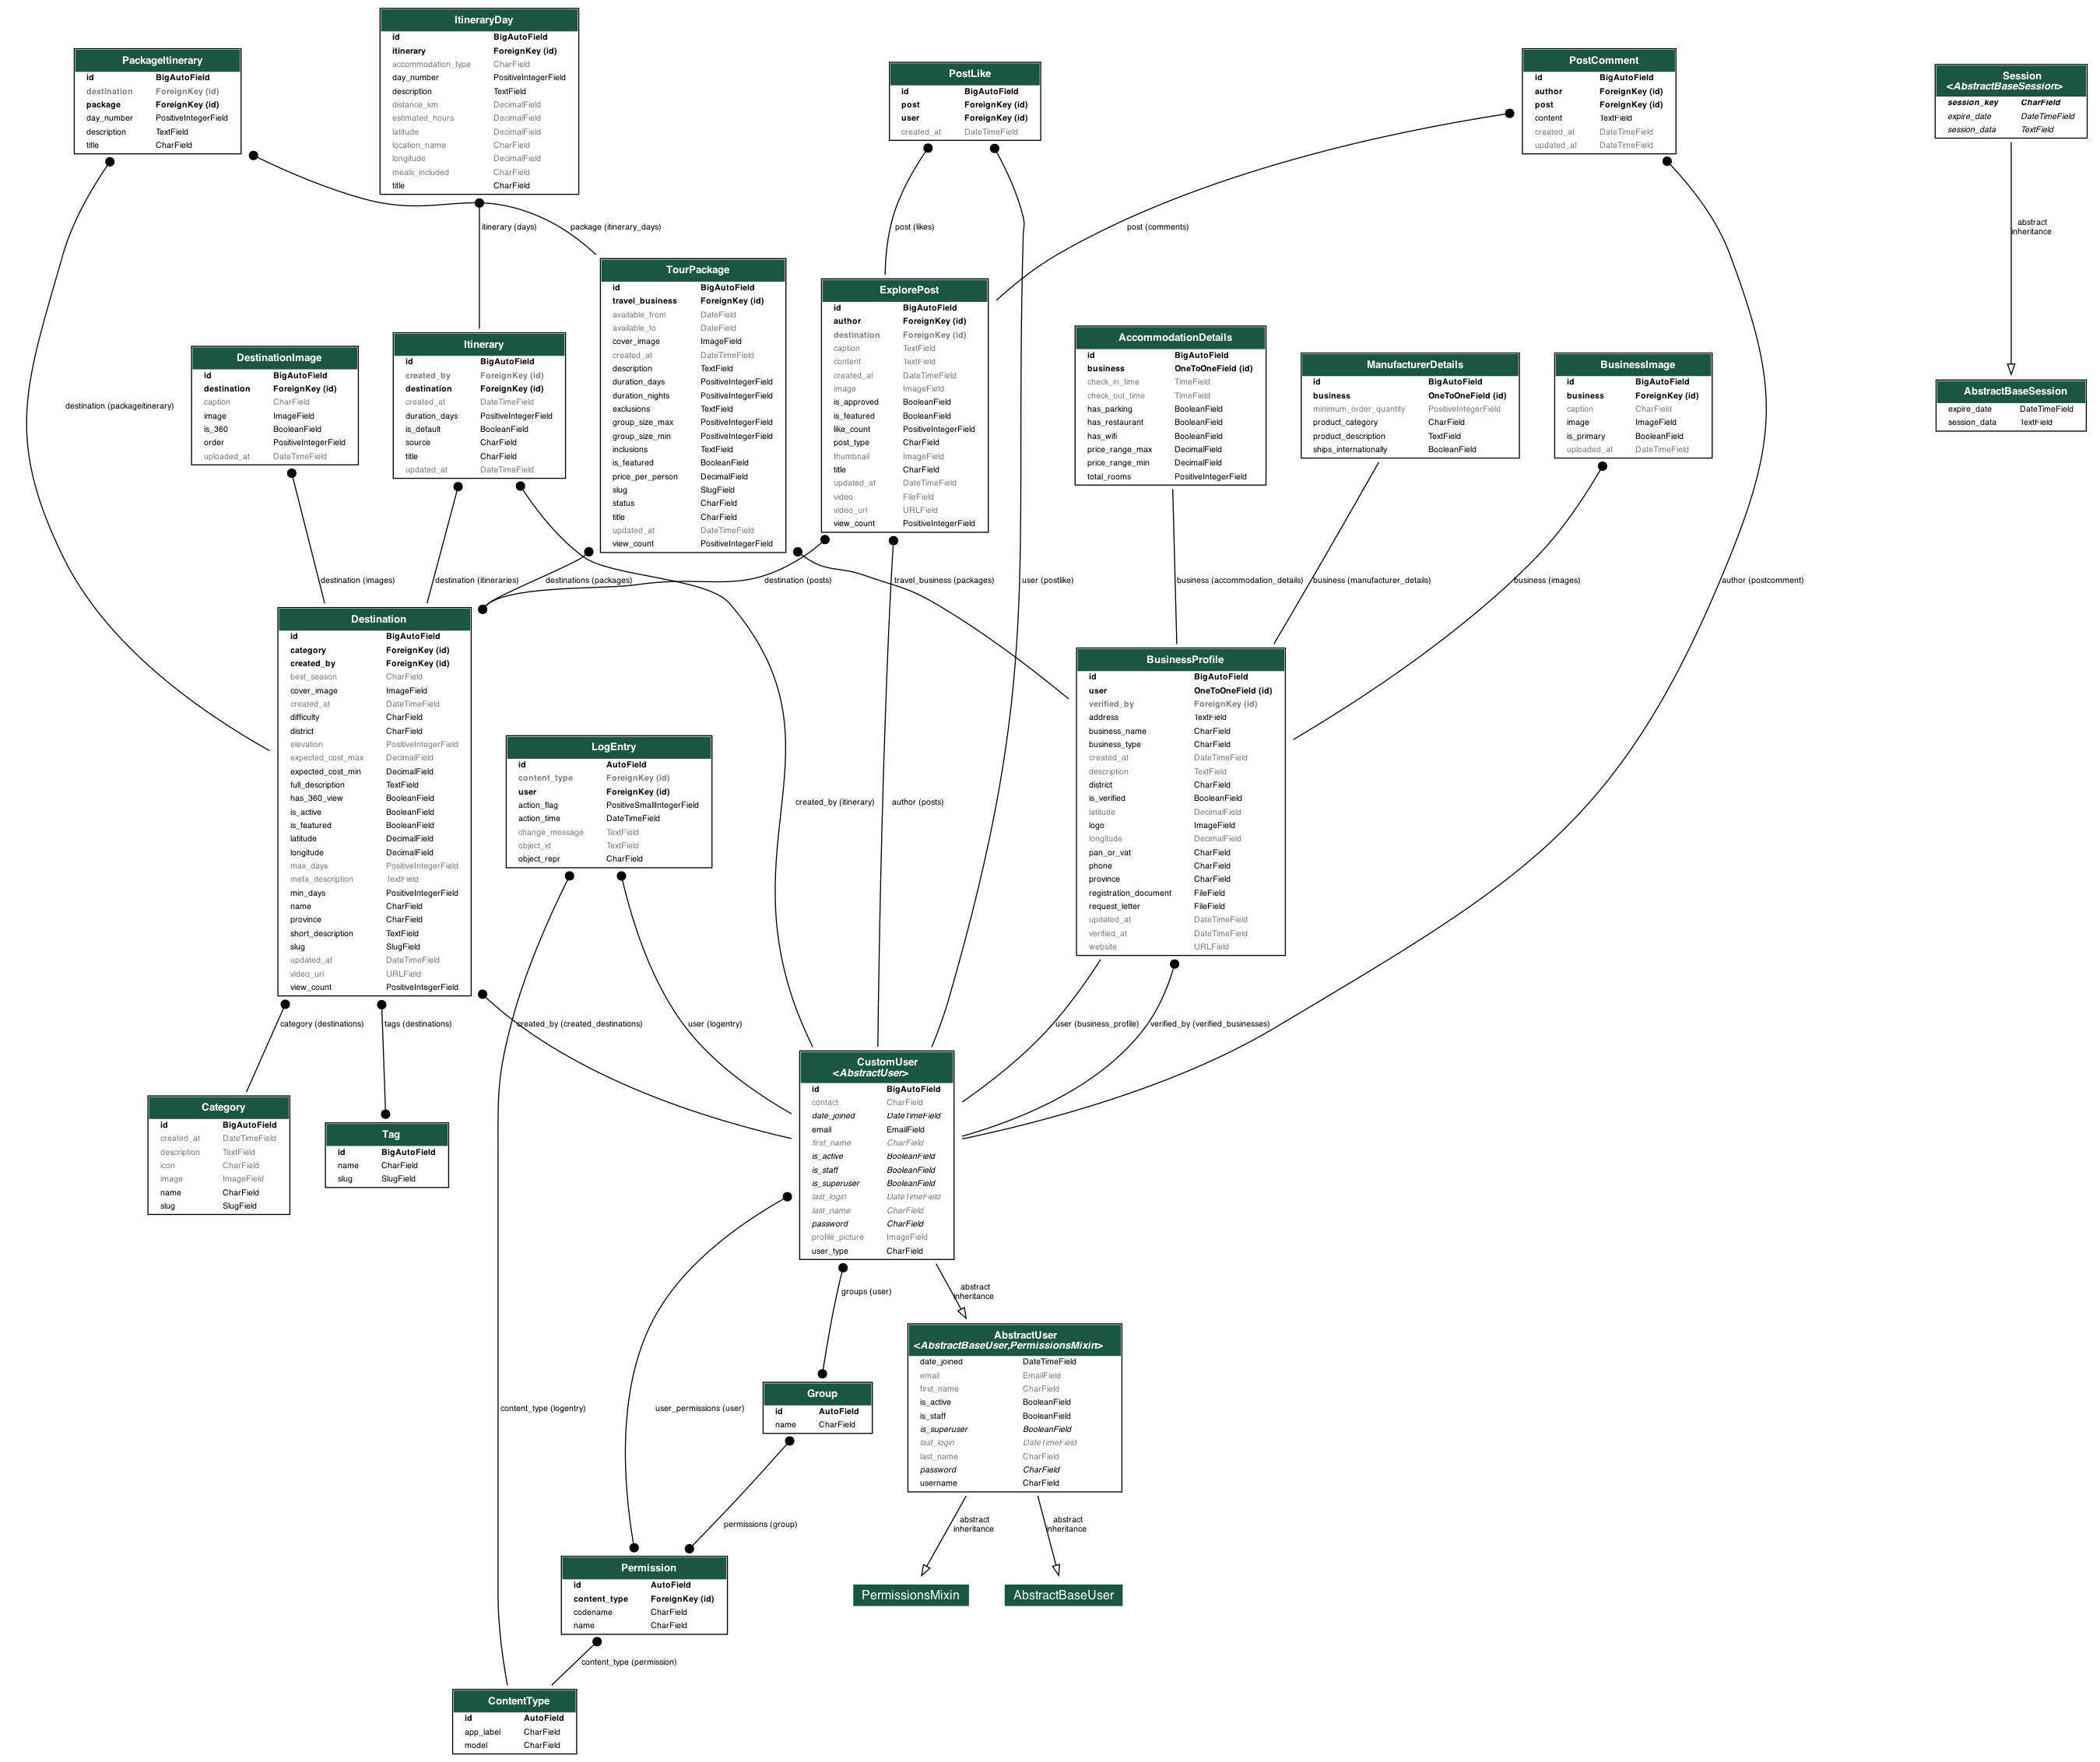 ItineraryDay
id BigAutoField
itinerary ForeignKey (id)
accommodation_type CharField
day_number PositiveIntegerField
description TextField
distance_km DecimalField
estimated_hours DecimalField
latitude DecimalField
location_name CharField
longitude DecimalField
meals_included CharField
title CharField
PackageItinerary
id BigAutoField
destination ForeignKey (id)
package ForeignKey (id)
day_number PositiveIntegerField
description TextField
title CharField
PostLike
id BigAutoField
post ForeignKey (id)
user ForeignKey (id)
created_at DateTimeField
PostComment
id BigAutoField
author ForeignKey (id)
post ForeignKey (id)
content TextField
created_at DateTimeField
updated_at DateTimeField
Session
<AbstractBaseSession>
session_key CharField
expire_date DateTimeField
session_data TextField
itinerary (days)
package (itinerary_days)
post (likes)
post (comments)
abstract
inheritance
TourPackage
id BigAutoField
travel_business ForeignKey (id)
available_from DateField
available_to DateField
cover_image ImageField
created_at DateTimeField
description TextField
duration_days PositiveIntegerField
duration_nights PositiveIntegerField
exclusions TextField
group_size_max PositiveIntegerField
group_size_min PositiveIntegerField
inclusions TextField
is_featured BooleanField
price_per_person DecimalField
slug SlugField
status CharField
title CharField
updated_at DateTimeField
view_count PositiveIntegerField
ExplorePost
id BigAutoField
author ForeignKey (id)
destination ForeignKey (id)
caption TextField
content TextField
created_at DateTimeField
image ImageField
is_approved BooleanField
is_featured BooleanField
like_count PositiveIntegerField
post_type CharField
thumbnail ImageField
title CharField
updated_at DateTimeField
video FileField
video_url URLField
view_count PositiveIntegerField
AccommodationDetails
id BigAutoField
business OneToOneField (id)
check_in_time TimeField
check_out_time TimeField
has_parking BooleanField
has_restaurant BooleanField
has_wifi BooleanField
price_range_max DecimalField
price_range_min DecimalField
total_rooms PositiveIntegerField
Itinerary
id BigAutoField
created_by ForeignKey (id)
destination ForeignKey (id)
created_at DateTimeField
duration_days PositiveIntegerField
is_default BooleanField
source CharField
title CharField
updated_at DateTimeField
DestinationImage
id BigAutoField
destination ForeignKey (id)
caption CharField
image ImageField
is_360 BooleanField
order PositiveIntegerField
uploaded_at DateTimeField
ManufacturerDetails
id BigAutoField
business OneToOneField (id)
minimum_order_quantity PositiveIntegerField
product_category CharField
product_description TextField
ships_internationally BooleanField
BusinessImage
id BigAutoField
business ForeignKey (id)
caption CharField
image ImageField
is_primary BooleanField
uploaded_at DateTimeField
AbstractBaseSession
expire_date DateTimeField
session_data TextField
destination (packageitinerary)
destination (images)
destination (itineraries)
destinations (packages)
destination (posts)
travel_business (packages)
user (postlike)
business (accommodation_details)
business (manufacturer_details)
business (images)
author (postcomment)
Destination
id BigAutoField
category ForeignKey (id)
created_by ForeignKey (id)
best_season CharField
cover_image ImageField
created_at DateTimeField
difficulty CharField
district CharField
elevation PositiveIntegerField
expected_cost_max DecimalField
expected_cost_min DecimalField
full_description TextField
has_360_view BooleanField
is_active BooleanField
is_featured BooleanField
latitude DecimalField
longitude DecimalField
max_days PositiveIntegerField
meta_description TextField
min_days PositiveIntegerField
name CharField
province CharField
short_description TextField
slug SlugField
updated_at DateTimeField
video_url URLField
view_count PositiveIntegerField
BusinessProfile
id BigAutoField
user OneToOneField (id)
verified_by ForeignKey (id)
address TextField
business_name CharField
business_type CharField
created_at DateTimeField
description TextField
district CharField
is_verified BooleanField
latitude DecimalField
logo ImageField
longitude DecimalField
pan_or_vat CharField
phone CharField
province CharField
registration_document FileField
request_letter FileField
updated_at DateTimeField
verified_at DateTimeField
website URLField
LogEntry
id AutoField
content_type ForeignKey (id)
user ForeignKey (id)
action_flag PositiveSmallIntegerField
action_time DateTimeField
change_message TextField
object_id TextField
object_repr CharField
created_by (itinerary)
author (posts)
category (destinations)
tags (destinations)
created_by (created_destinations)
user (logentry)
user (business_profile)
verified_by (verified_businesses)
CustomUser
<AbstractUser>
id BigAutoField
contact CharField
date_joined DateTimeField
email EmailField
first_name CharField
is_active BooleanField
is_staff BooleanField
is_superuser BooleanField
last_login DateTimeField
last_name CharField
password CharField
profile_picture ImageField
user_type CharField
Category
id BigAutoField
created_at DateTimeField
description TextField
icon CharField
image ImageField
name CharField
slug SlugField
Tag
id BigAutoField
name CharField
slug SlugField
groups (user)
abstract
inheritance
AbstractUser
<AbstractBaseUser,PermissionsMixin>
date_joined DateTimeField
email EmailField
first_name CharField
is_active BooleanField
is_staff BooleanField
is_superuser BooleanField
last_login DateTimeField
last_name CharField
password CharField
username CharField
Group
id AutoField
name CharField
content_type (logentry)
user_permissions (user)
permissions (group)
abstract
inheritance
abstract
inheritance
Permission
id AutoField
content_type ForeignKey (id)
codename CharField
name CharField
PermissionsMixin
AbstractBaseUser
content_type (permission)
ContentType
id AutoField
app_label CharField
model CharField